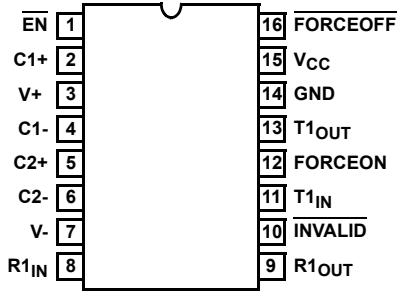 EN 1 16 FORCEOFF
C1+ 2 15 VCC
V+ 3 14 GND
C1- 4 13 T1OUT
C2+ 5 12 FORCEON
C2- 6 11 T1IN
V- 7 10 INVALID
R1IN 8 9 R1OUT